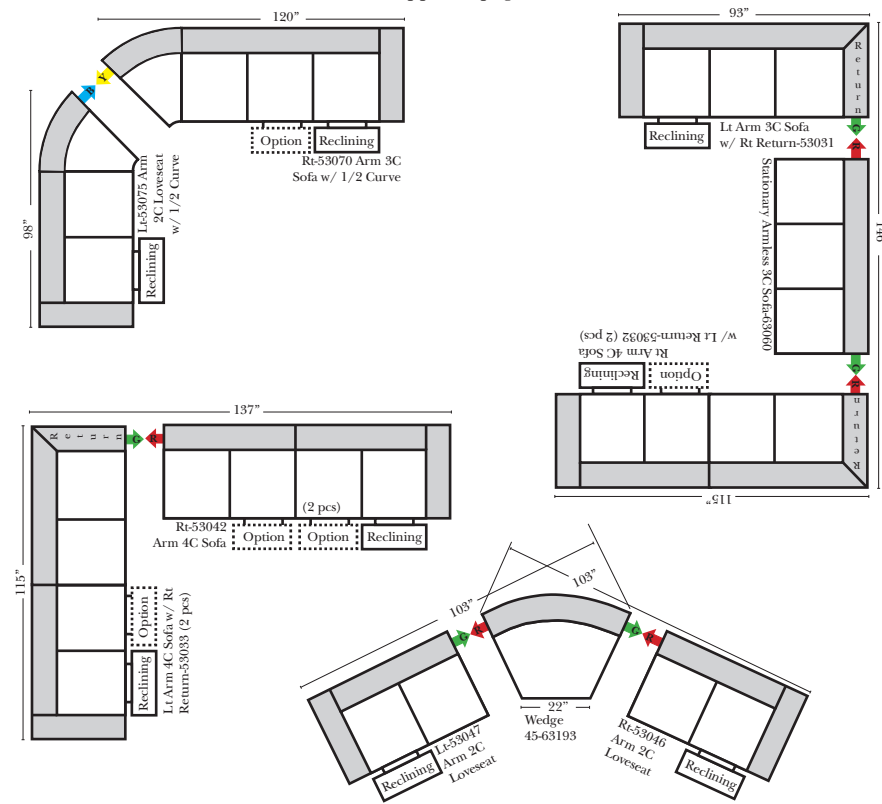 120”
B
Y
Option
Reclining
Rt-53070 Arm 3C
Sofa w/ 1/2 Curve
98”
Lt-53075 Arm
2C Loveseat
w/ 1/2 Curve
Reclining
93”
Return
Reclining
Lt Arm 3C Sofa
w/ Rt Return-53031
G
R
Stationary Armless 3C Sofa-63060
G
R
Rt Arm 4C Sofa
w/ Lt Return-53032 (2 pcs)
Reclining
Option
Return
115”
137”
Return
G
R
(2 pcs)
Rt-53042
Arm 4C Sofa
Option
Option
Reclining
115”
Option
Reclining
Lt Arm 4C Sofa w/ Rt
Return-53033 (2 pcs)
103”
103”
G
R
G
R
22”
Wedge
45-63193
Lt-53047
Arm 2C
Loveseat
Reclining
Rt-53046
Arm 2C
Loveseat
Reclining